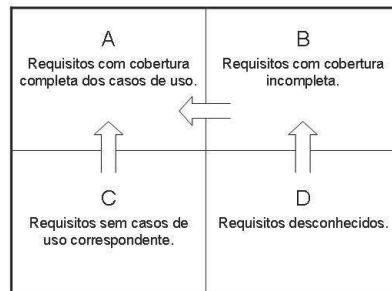 A
Requisitos com cobertura
completa dos casos de uso.
B
Requisitos com cobertura
incompleta.
C
Requisitos sem casos de
uso correspondente.
D
Requisitos desconhecidos.